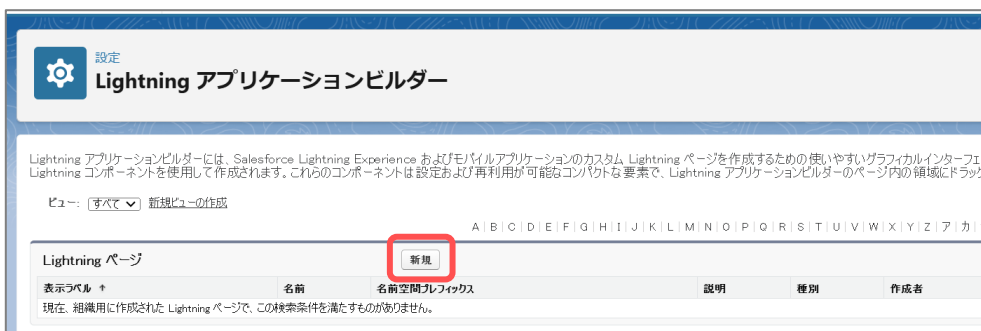 設定
Lightning アプリケーションビルダー
Lightning アプリケーションビルダーには、Salesforce Lightning Experience およびモバイルアプリケーションのカスタム Lightning ページを作成するための使いやすいグラフィカルインターフェ
Lightning コンポーネントを使用して作成されます。これらのコンポーネントは設定および再利用が可能なコンパクトな要素で、Lightning アプリケーションビルダーのページ内の領域にドラッグ
ビュー: すべて 新規ビューの作成
A | B | C | D | E | F | G | H | I | J | K | L | M | N | O | P | Q | R | S | T | U | V | W | X | Y | Z | ア | カ |
Lightning ページ 新規
表示ラベル ↑ 名前 名前空間プレフィックス 説明 種別 作成者
現在、組織用に作成された Lightning ページで、この検索条件を満たすものがありません。